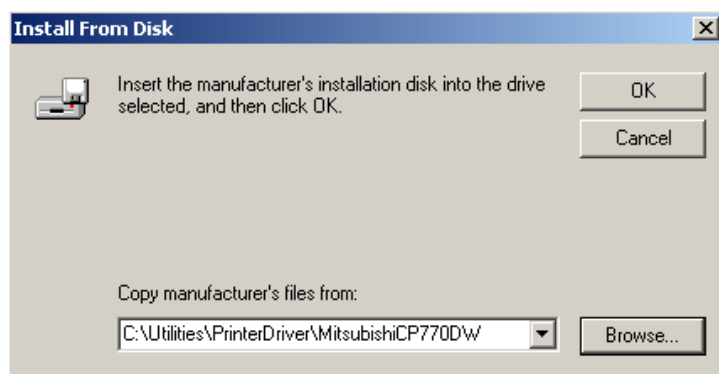 Install From Disk
Insert the manufacturer's installation disk into the drive
selected, and then click OK.
OK
Cancel
Copy manufacturer's files from:
C:\Utilities\PrinterDriver\MitsubishiCP770DW
Browse...